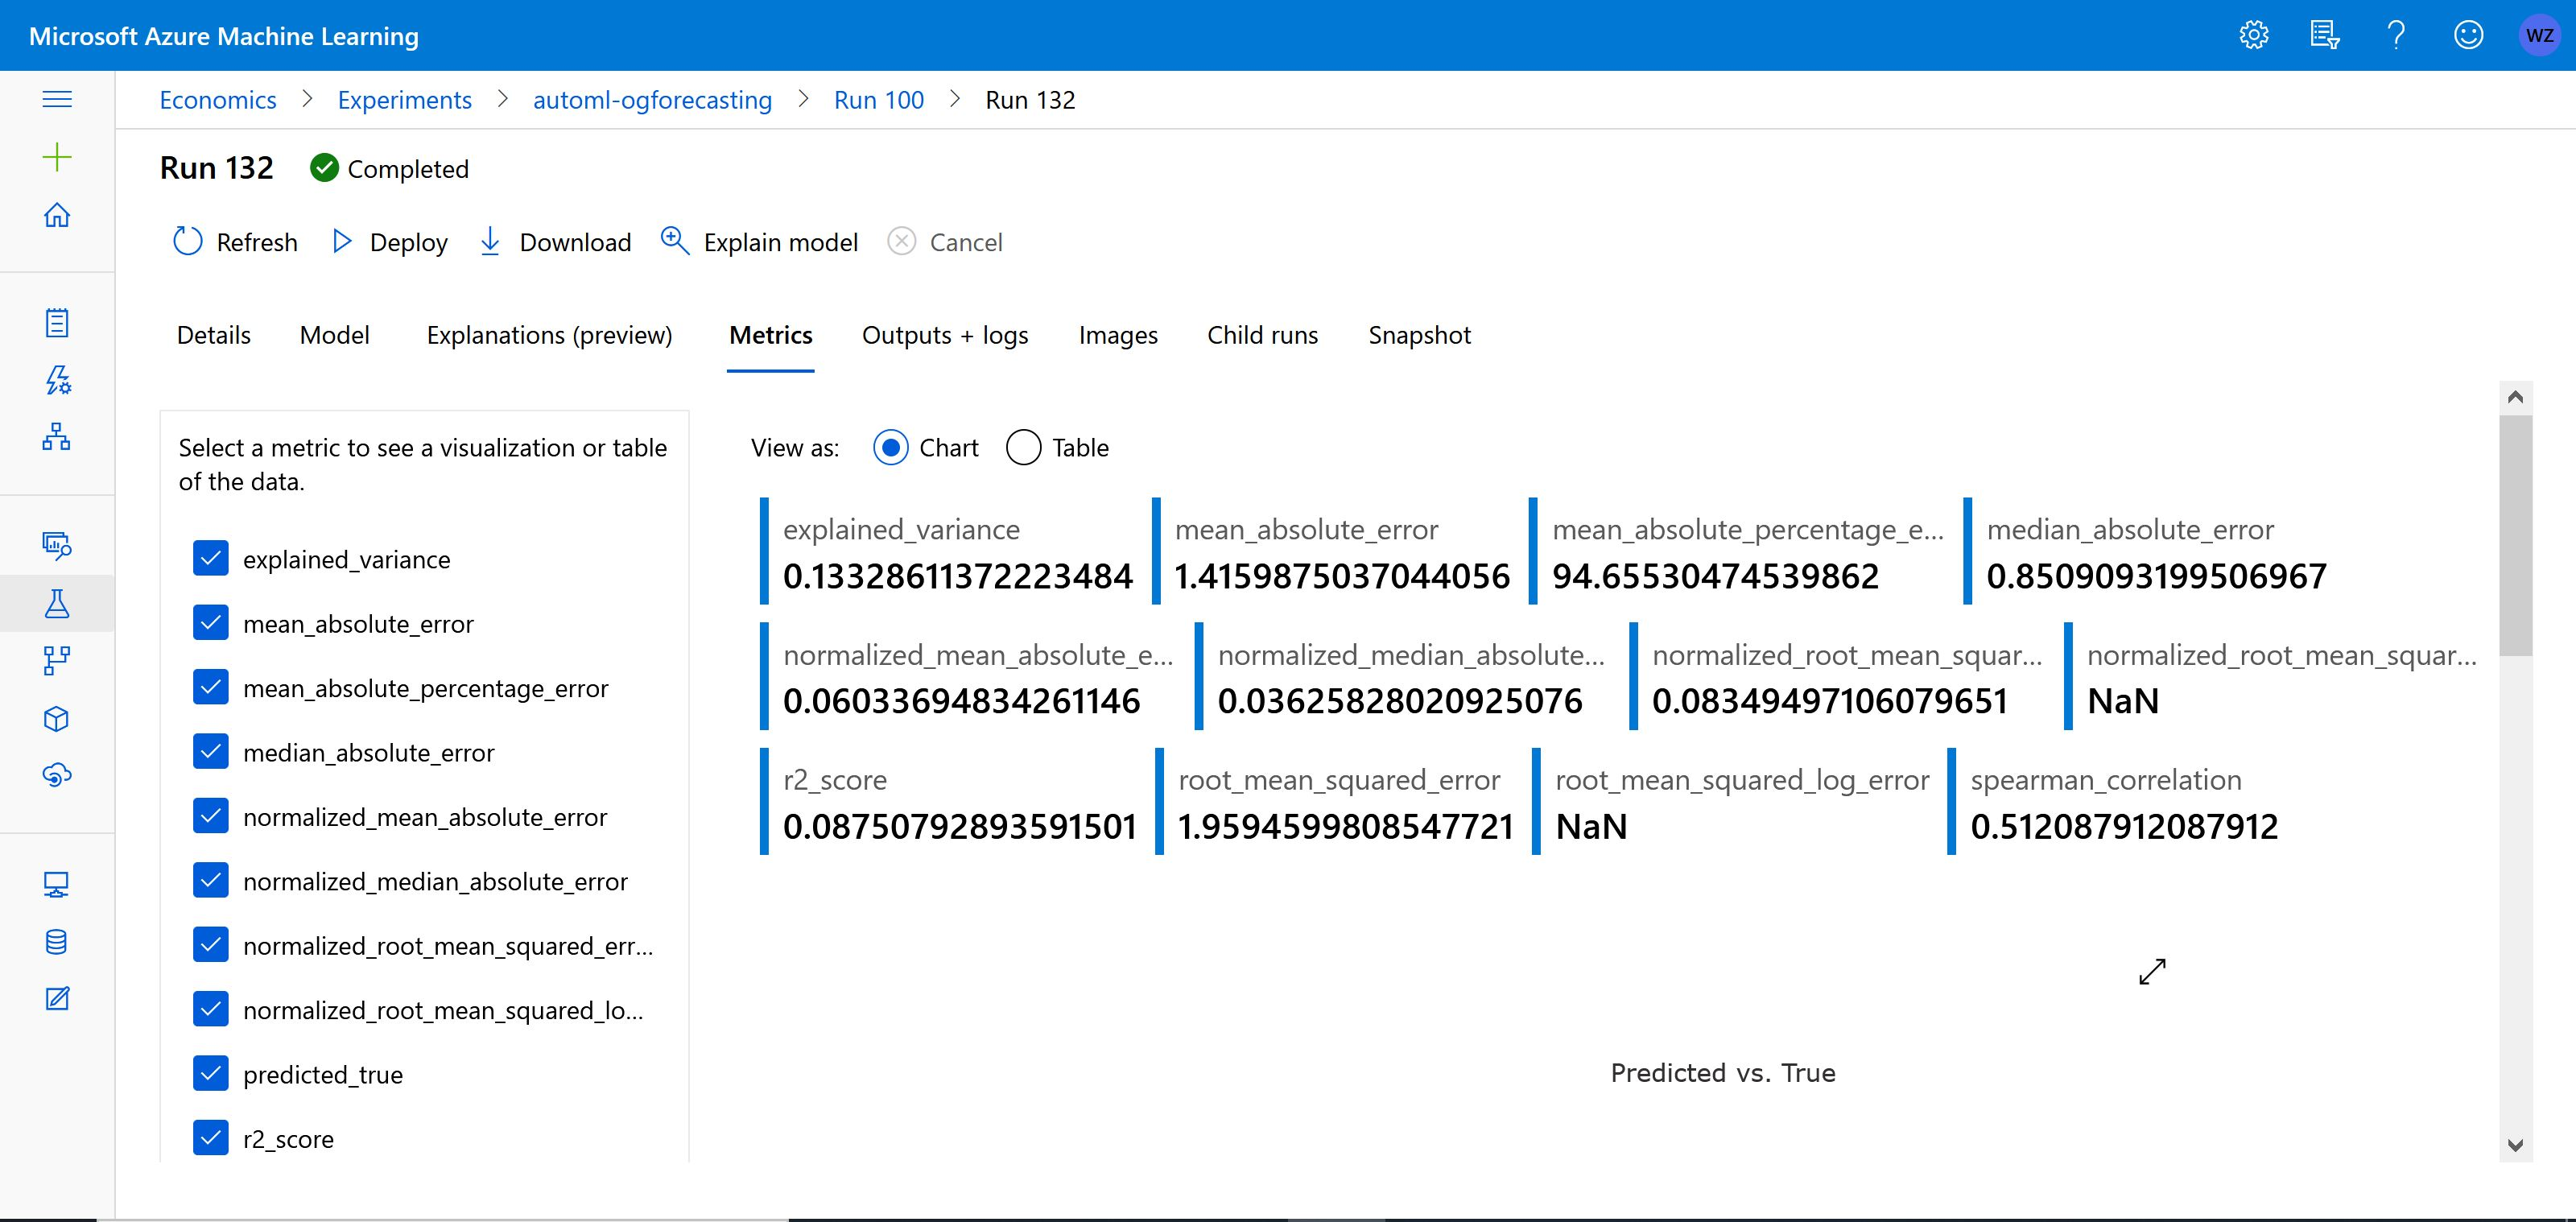 Microsoft Azure Machine Learning
WZ
Economics > Experiments > automl-ogforecasting > Run 100 > Run 132
Run 132 Completed
Refresh Deploy Download Explain model Cancel
Details Model Explanations (preview) Metrics Outputs + logs Images Child runs Snapshot
Select a metric to see a visualization or table
of the data.
explained_variance
mean_absolute_error
mean_absolute_percentage_error
median_absolute_error
normalized_mean_absolute_error
normalized_median_absolute_error
normalized_root_mean_squared_err...
normalized_root_mean_squared_lo...
predicted_true
r2_score
View as: Chart Table
explained_variance mean_absolute_error mean_absolute_percentage_e... median_absolute_error
0.13328611372223484 1.4159875037044056 94.65530474539862 0.8509093199506967
normalized_mean_absolute_e... normalized_median_absolute... normalized_root_mean_squar... normalized_root_mean_squar...
0.06033694834261146 0.03625828020925076 0.08349497106079651 NaN
r2_score root_mean_squared_error root_mean_squared_log_error spearman_correlation
0.08750792893591501 1.9594599808547721 NaN 0.512087912087912
Predicted vs. True